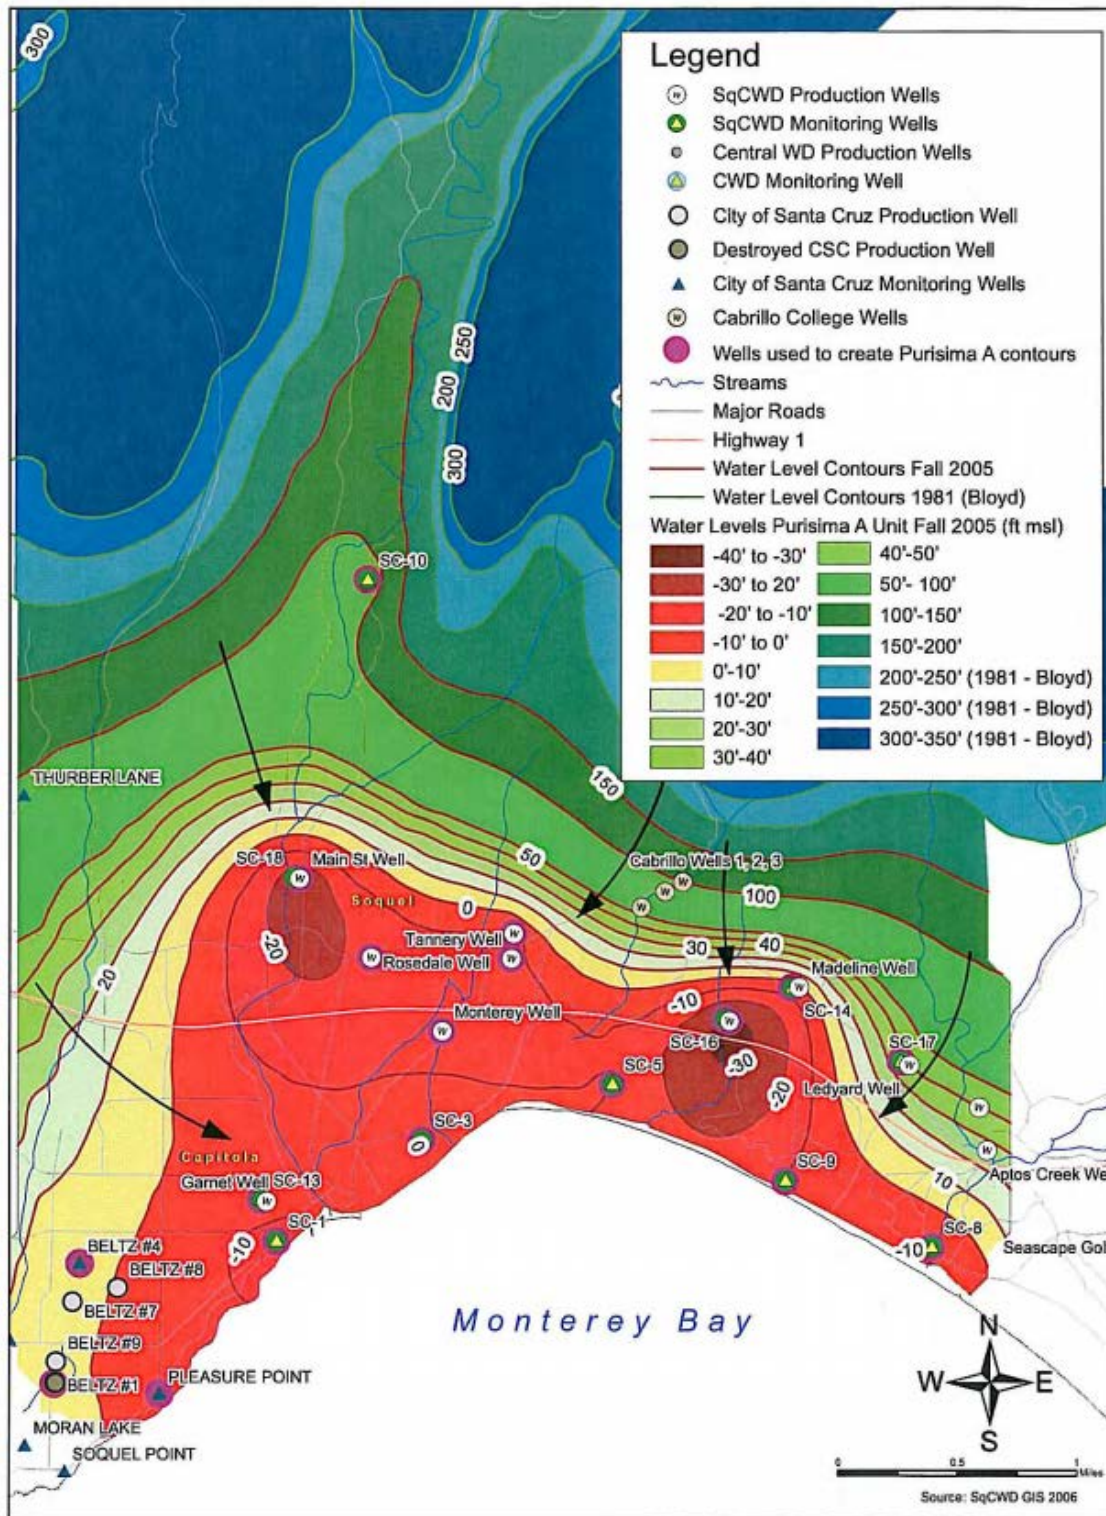 300
Legend
SqCWD Production Wells
SqCWD Monitoring Wells
Central WD Production Wells
CWD Monitoring Well
City of Santa Cruz Production Well
Destroyed CSC Production Well
City of Santa Cruz Monitoring Wells
Cabrillo College Wells
Wells used to create Purisima A contours
Streams
Major Roads
Highway 1
Water Level Contours Fall 2005
Water Level Contours 1981 (Bloyd)
Water Levels Purisima A Unit Fall 2005 (ft msl)
-40' to -30'
-30' to 20'
-20' to -10'
-10' to 0'
0'-10'
10'-20'
20'-30'
30'-40'
40'-50'
50'- 100'
100'-150'
150'-200'
200'-250' (1981 - Bloyd)
250'-300' (1981 - Bloyd)
300'-350' (1981 - Bloyd)
250
200
300
SC-10
THURBER LANE
150
SC-18
Main St Well
50
Cabrillo Wells 1, 2, 3
Soquel
0
100
-20
Tannery Well
30
40
20
Rosedale Well
Madeline Well
-10
Monterey Well
SC-14
SC-16
SC-17
-30
SC-5
-20
Ledyard Well
SC-3
0
Capitola
Garnet Well
SC-13
SC-9
10
Aptos Creek We
SC-1
-10
SC-8
-10
BELTZ #4
Seascape Gol
BELTZ #8
BELTZ #7
Monterey Bay
BELTZ #9
BELTZ #1
PLEASURE POINT
N
W
E
S
MORAN LAKE
SOQUEL POINT
0
0.5
1
Miles
Source: SqCWD GIS 2006